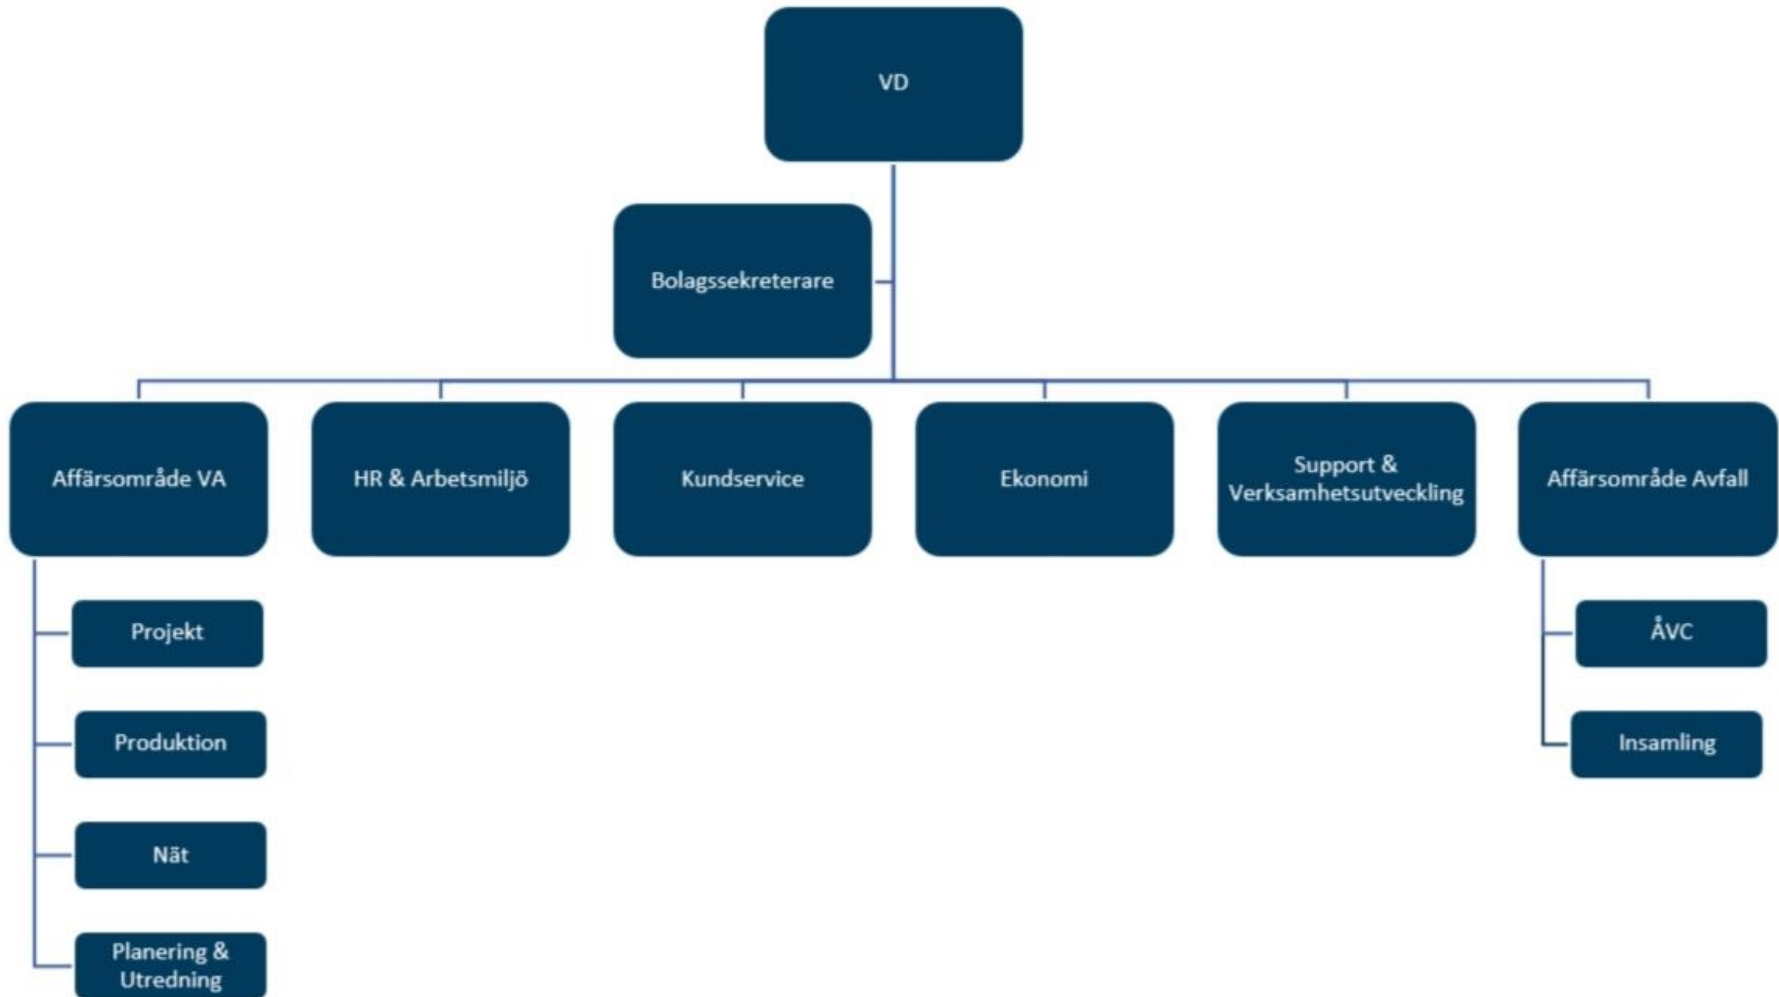 VD
Bolagssekreterare
Affärsområde VA
HR & Arbetsmiljö
Kundservice
Ekonomi
Support &
Verksamhetsutveckling
Affärsområde Avfall
Projekt
Produktion
Nät
Planering &
Utredning
ÅVC
Insamling